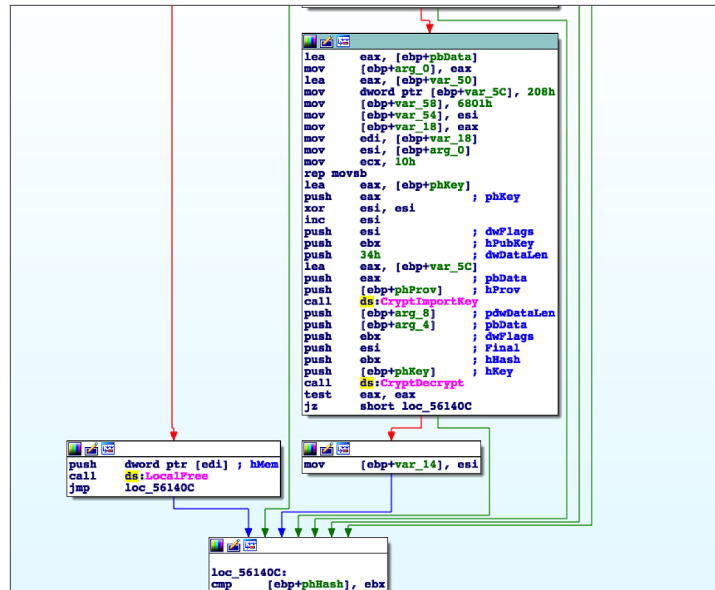 lea eax, [ebp+pbData]
mov [ebp+arg_0], eax
lea eax, [ebp+var_50]
mov dword ptr [ebp+var_5C], 208h
mov [ebp+var_58], 6801h
mov [ebp+var_54], esi
mov [ebp+var_18], eax
mov edi, [ebp+var_18]
mov esi, [ebp+arg_0]
mov ecx, 10h
rep movsb
lea eax, [ebp+phKey]
push eax ; phKey
xor esi, esi
inc esi
push esi ; dwFlags
push ebx ; hPubKey
push 34h ; dwDataLen
lea eax, [ebp+var_5C]
push eax ; pbData
push [ebp+phProv] ; hProv
call ds:CryptImportKey
push [ebp+arg_8] ; pdwDataLen
push [ebp+arg_4] ; pbData
push ebx ; dwFlags
push esi ; Final
push ebx ; hHash
push [ebp+phKey] ; hKey
call ds:CryptDecrypt
test eax, eax
jz short loc_56140C
push dword ptr [edi] ; hMem
call ds:LocalFree
jmp loc_56140C
mov [ebp+var_14], esi
loc_56140C:
cmp [ebp+phHash], ebx